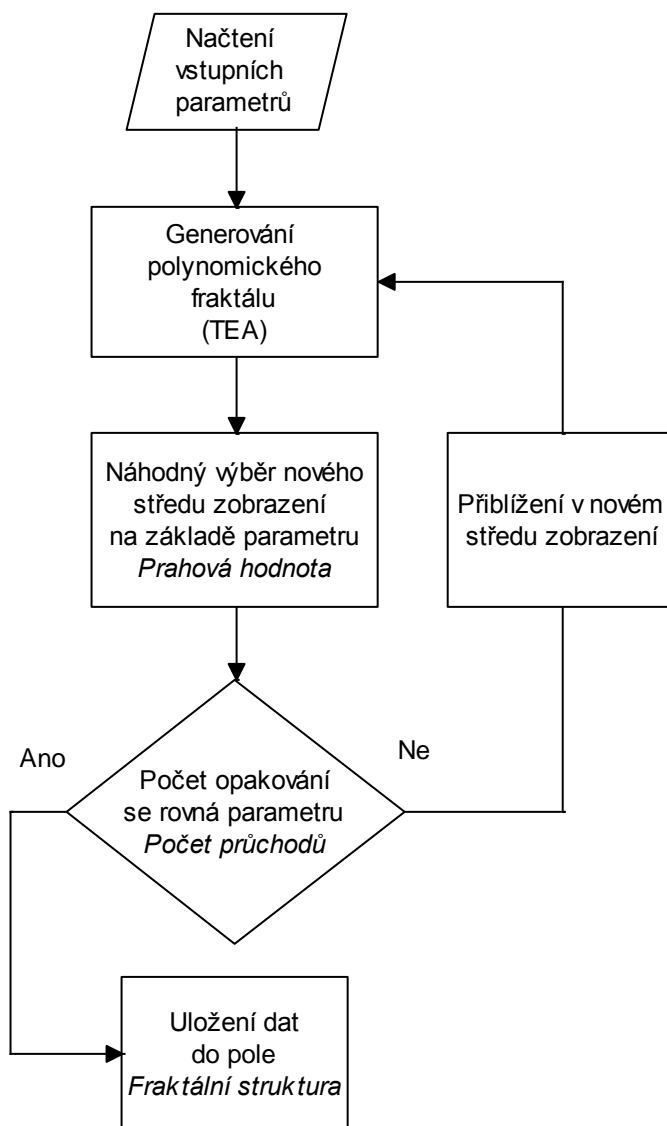 Načtení
vstupních
parametrů
Generování
polynomického
fraktálu
(TEA)
Náhodný výběr nového
středu zobrazení
na základě parametru
Prahová hodnota
Přiblížení v novém
středu zobrazení
Ano
Ne
Počet opakování
se rovná parametru
Počet průchodů
Uložení dat
do pole
Fraktální struktura